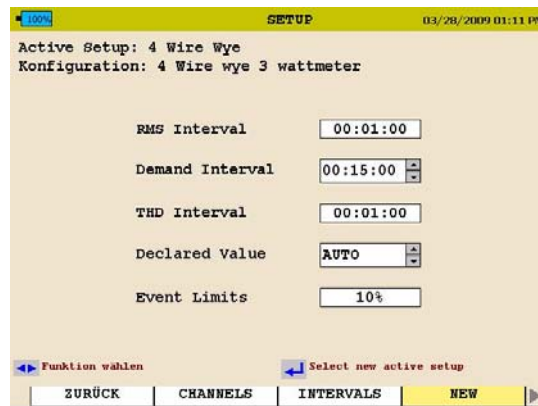 100% SETUP 03/28/2009 01:11 PM
Active Setup: 4 Wire Wye
Konfiguration: 4 Wire wye 3 wattmeter
RMS Interval 00:01:00
Demand Interval 00:15:00
THD Interval 00:01:00
Declared Value AUTO
Event Limits 10%
Funktion wählen Select new active setup
ZURÜCK CHANNELS INTERVALS NEW